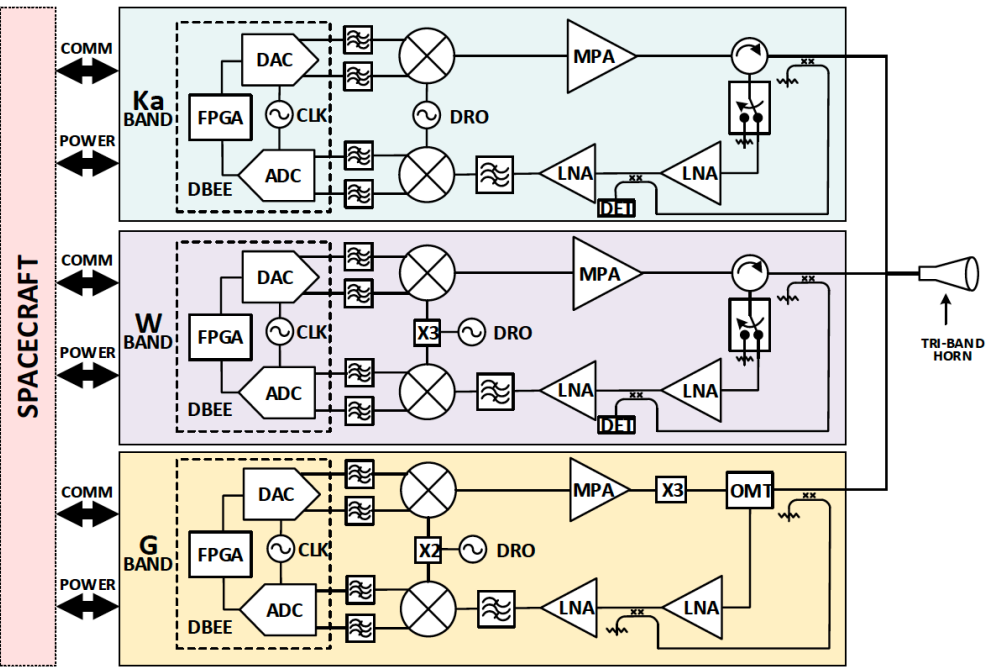 SPACECRAFT
COMM
POWER
Ka
BAND
DAC
FPGA
CLK
ADC
DBEE
DRO
MPA
LNA
LNA
DET
COMM
POWER
W
BAND
DAC
FPGA
CLK
ADC
DBEE
X3
DRO
MPA
LNA
LNA
DET
TRI-BAND
HORN
COMM
POWER
G
BAND
DAC
FPGA
CLK
ADC
DBEE
X2
DRO
MPA
X3
OMT
LNA
LNA